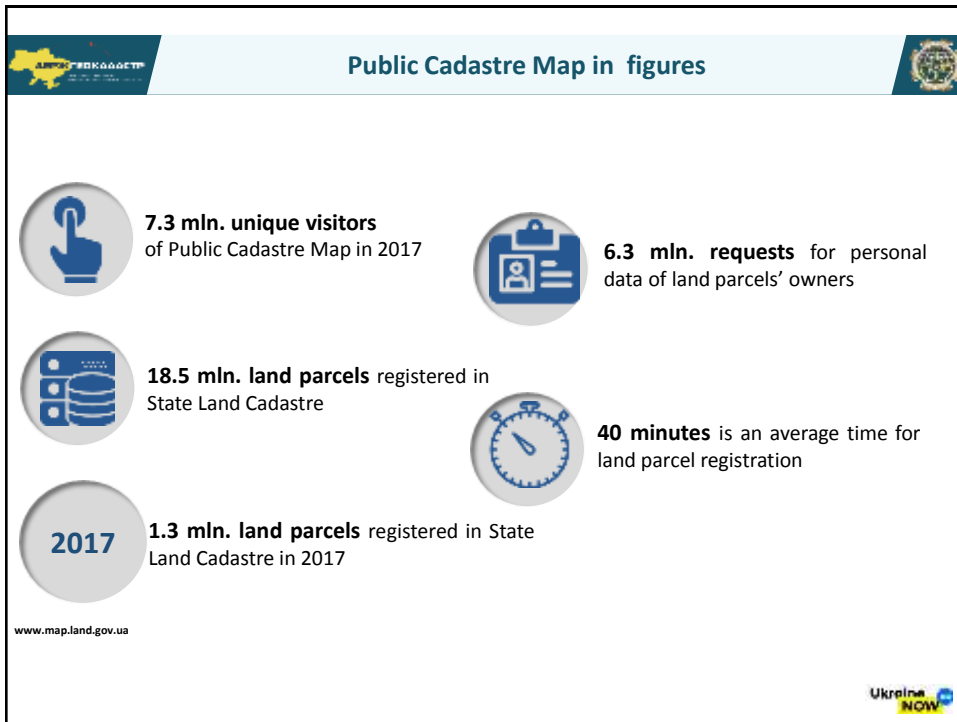 ДЕРЖГЕОКАДАСТР
Public Cadastre Map in figures
7.3 mln. unique visitors
of Public Cadastre Map in 2017
18.5 mln. land parcels registered in
State Land Cadastre
2017
1.3 mln. land parcels registered in State
Land Cadastre in 2017
6.3 mln. requests for personal
data of land parcels’ owners
40 minutes is an average time for
land parcel registration
www.map.land.gov.ua
Ukraine
NOW